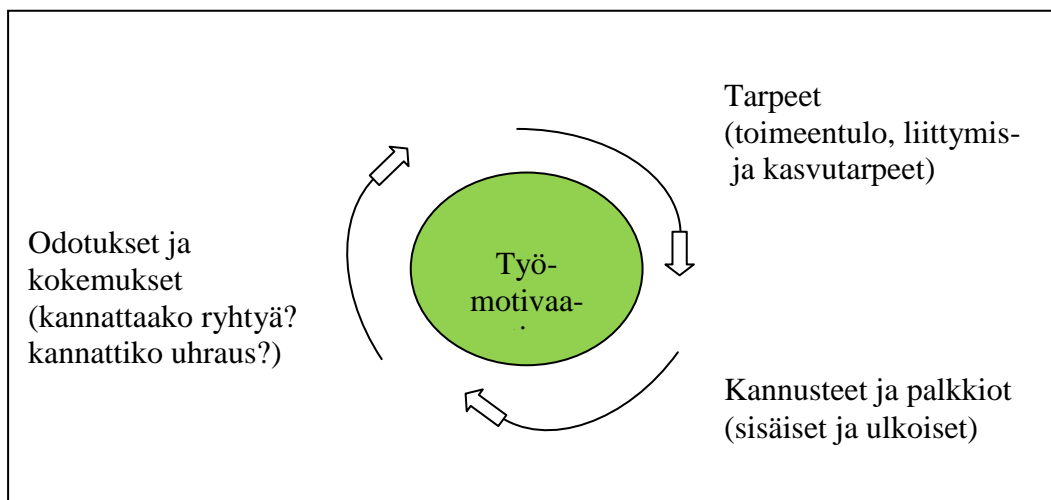 Tarpeet
(toimeentulo, liittymis-
ja kasvutarpeet)
Odotukset ja
kokemukset
(kannattaako ryhtyä?
kannattiko uhraus?)
Työ-
motivaa-
Kannusteet ja palkkiot
(sisäiset ja ulkoiset)